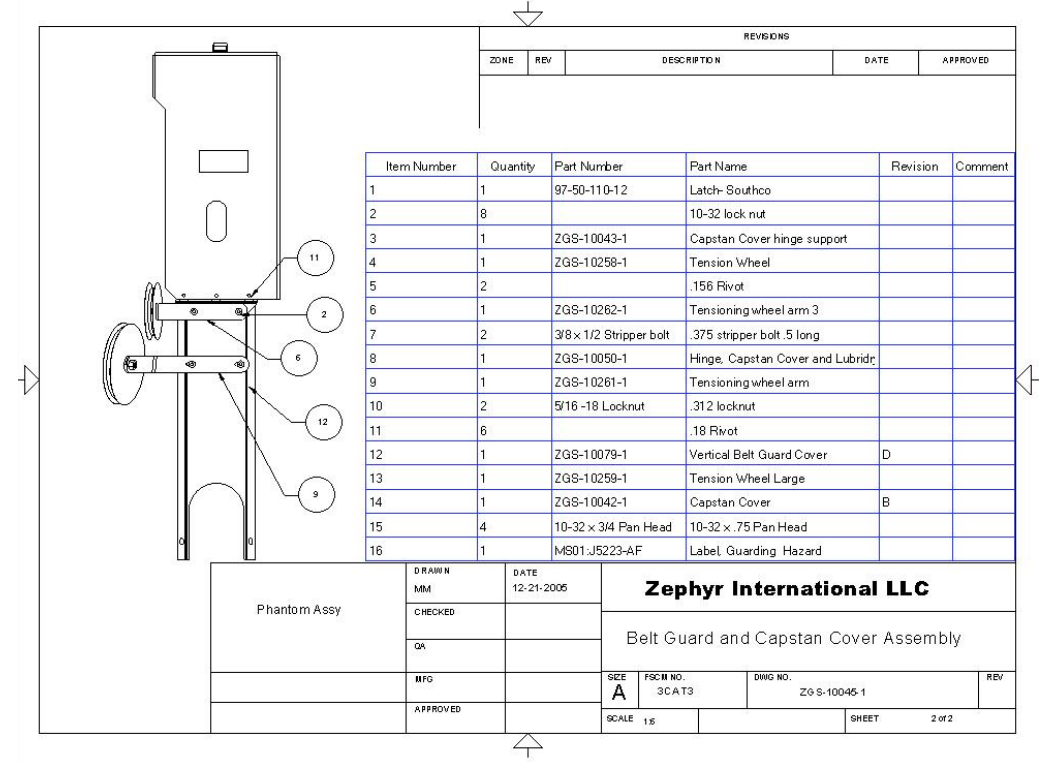 REVISIONS
ZONE REV DESCRIPTION DATE APPROVED
Item Number Quantity Part Number Part Name Revision Comment
1 1 97-50-110-12 Latch- Southco
2 8 10-32 lock nut
3 1 ZGS-10043-1 Capstan Cover hinge support
4 1 ZGS-10258-1 Tension Wheel
5 2 .156 Rivot
6 1 ZGS-10262-1 Tensioning wheel arm 3
7 2 3/8 x 1/2 Stripper bolt .375 stripper bolt .5 long
8 1 ZGS-10050-1 Hinge, Capstan Cover and Lubridr
9 1 ZGS-10261-1 Tensioning wheel arm
10 2 5/16 -18 Locknut .312 locknut
11 6 .18 Rivot
12 1 ZGS-10079-1 Vertical Belt Guard Cover D
13 1 ZGS-10259-1 Tension Wheel Large
14 1 ZGS-10042-1 Capstan Cover B
15 4 10-32 x 3/4 Pan Head 10-32 x .75 Pan Head
16 1 MS01:J5223-AF Label, Guarding Hazard
11
2
6
12
9
Phantom Assy
DRAWN
MM
DATE
12-21-2005
CHECKED
QA
MFG
APPROVED
Zephyr International LLC
Belt Guard and Capstan Cover Assembly
SIZE
A
FSCM NO.
3CAT3
DWG NO.
ZGS-10045-1
REV
SCALE 1:6
SHEET 2 of 2